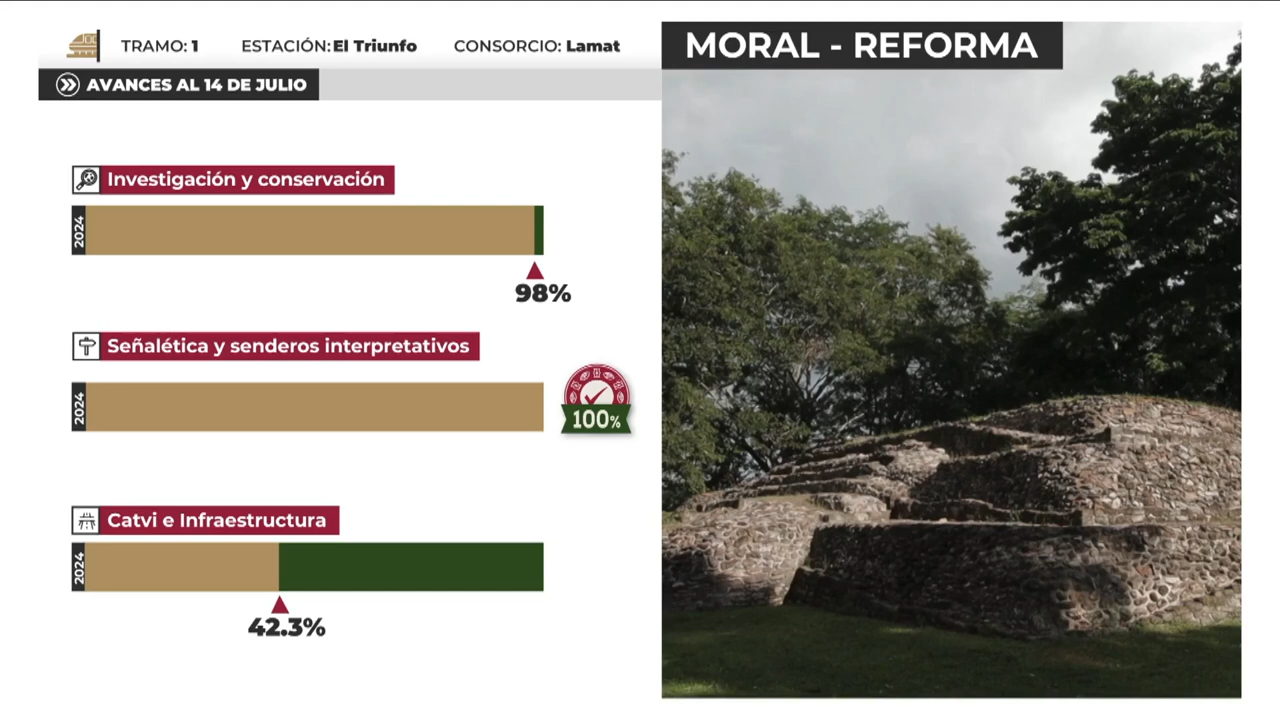 TRAMO: 1 ESTACIÓN: El Triunfo CONSORCIO: Lamat
AVANCES AL 14 DE JULIO
MORAL - REFORMA
Investigación y conservación
2024
98%
Señalética y senderos interpretativos
2024
100%
Catvi e Infraestructura
2024
42.3%